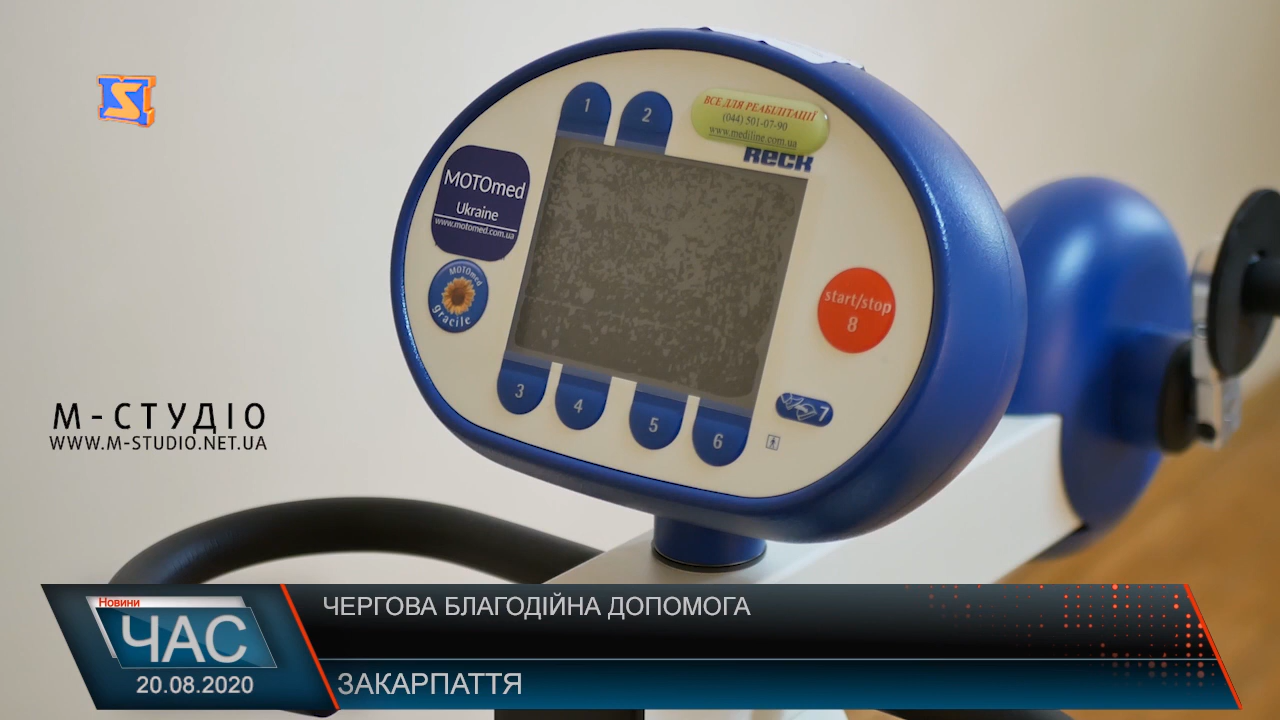 1
2
ВСЕ ДЛЯ РЕАБІЛІТАЦІЇ
(044) 501-07-90
www.mediline.com.ua
RECK
MOTOmed
Ukraine
www.motomed.com.ua
MOTOmed
gracile
start/stop
8
3
4
5
6
7
М-СТУДІО
WWW.M-STUDIO.NET.UA
Новини
ЧАС
20.08.2020
ЧЕРГОВА БЛАГОДІЙНА ДОПОМОГА
ЗАКАРПАТТЯ